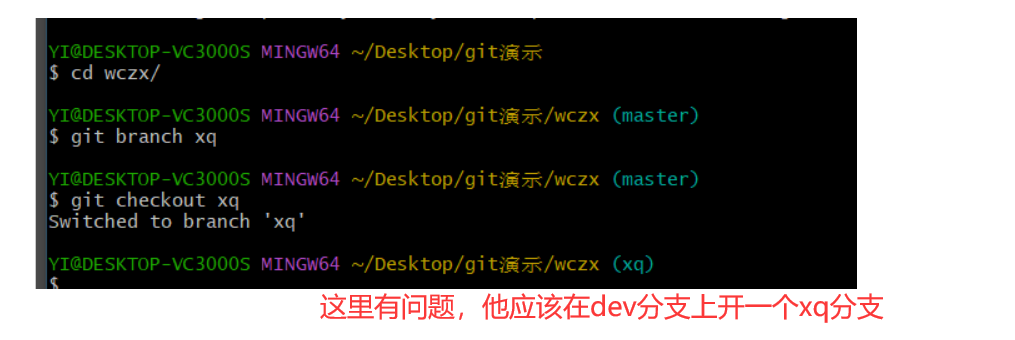 YI@DESKTOP-VC3000S MINGW64 ~/Desktop/git演示
$ cd wczx/
YI@DESKTOP-VC3000S MINGW64 ~/Desktop/git演示/wczx (master)
$ git branch xq
YI@DESKTOP-VC3000S MINGW64 ~/Desktop/git演示/wczx (master)
$ git checkout xq
Switched to branch 'xq'
YI@DESKTOP-VC3000S MINGW64 ~/Desktop/git演示/wczx (xq)
$
这里有问题，他应该在dev分支上开一个xq分支